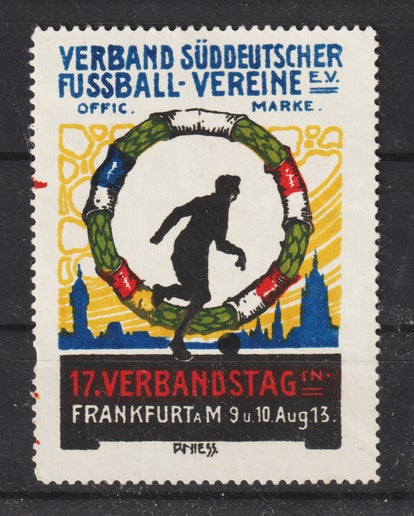 VERBAND SÜDDEUTSCHER
FUSSBALL-VEREINE E.V.
OFFIC. MARKE.
17. VERBANDSTAG IN
FRANKFURT A M 9 u. 10. Aug 13.